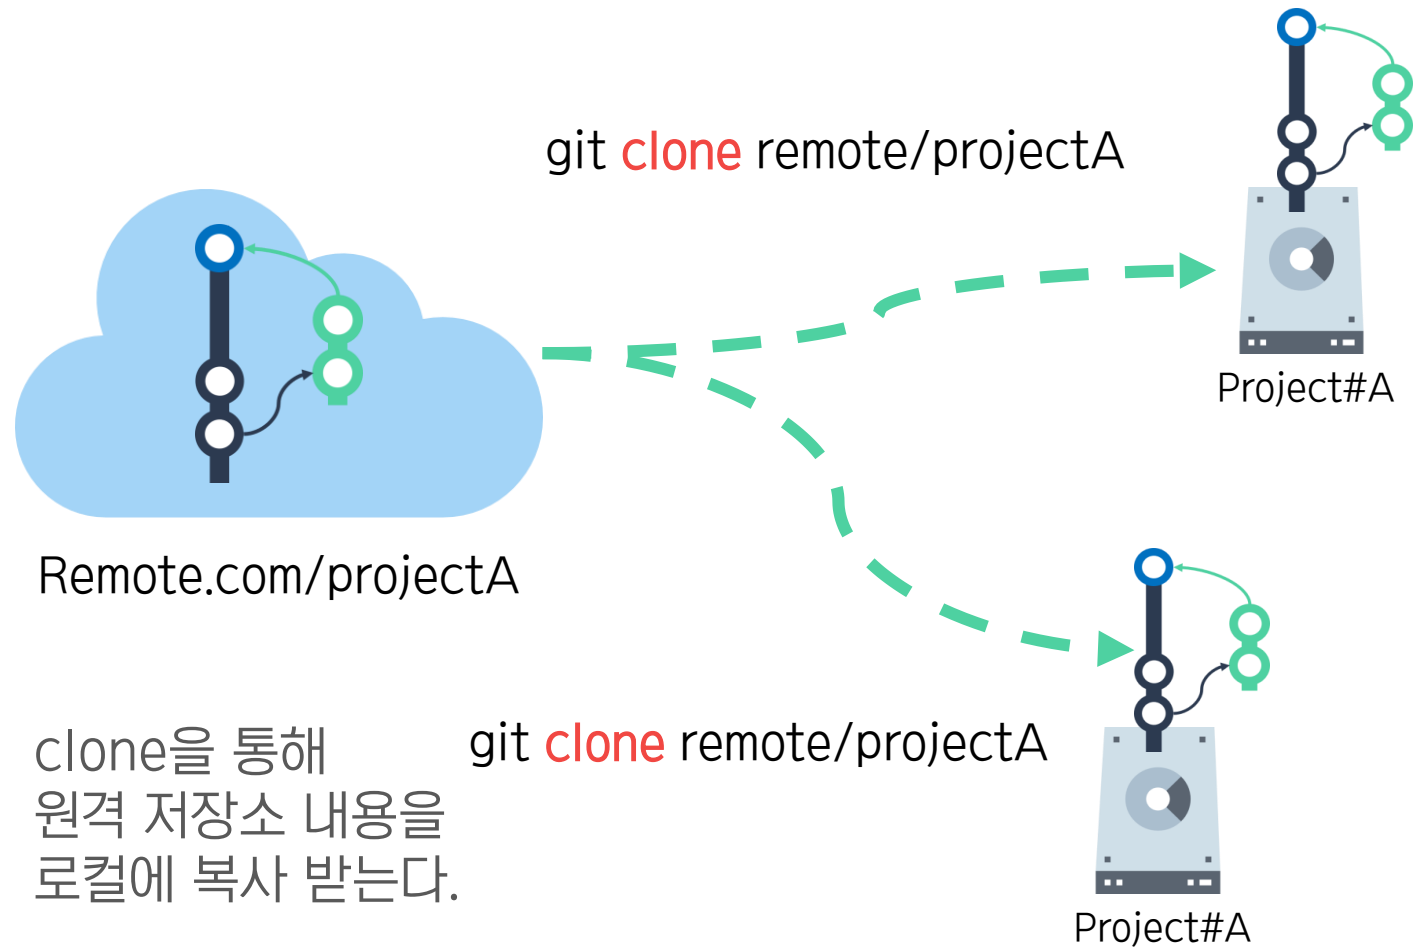 git clone remote/projectA
Project#A
Remote.com/projectA
git clone remote/projectA
clone을 통해
원격 저장소 내용을
로컬에 복사 받는다.
Project#A